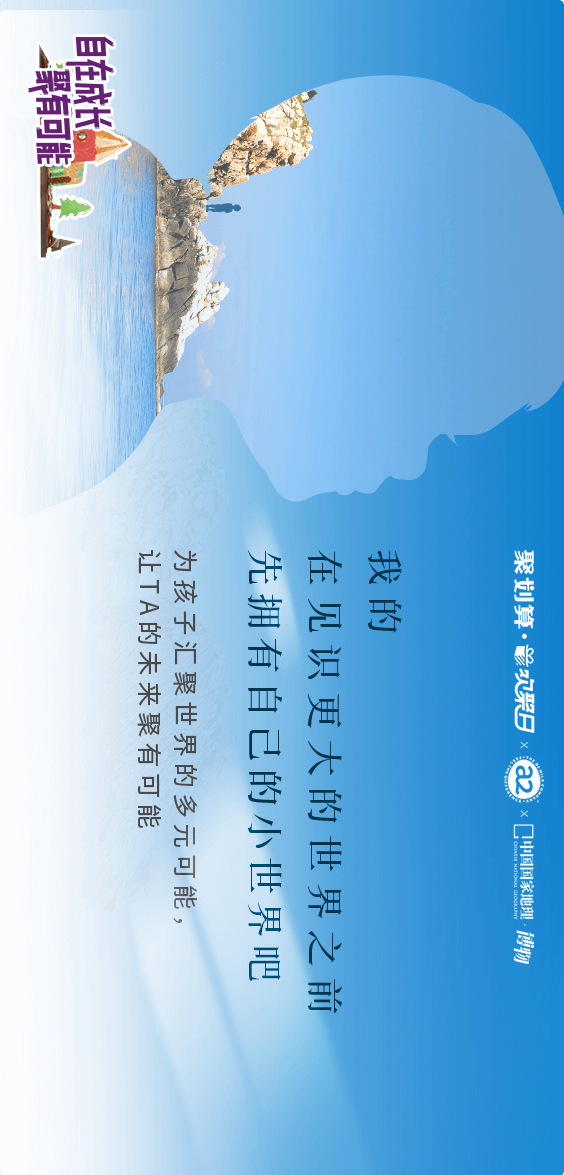 聚划算·欢聚日 × a2 × 中国国家地理·博物
CHINESE NATIONAL GEOGRAPHY
我的
在见识更大的世界之前
先拥有自己的小世界吧
为孩子汇聚世界的多元可能，
让TA的未来聚有可能
自在成长
聚有可能